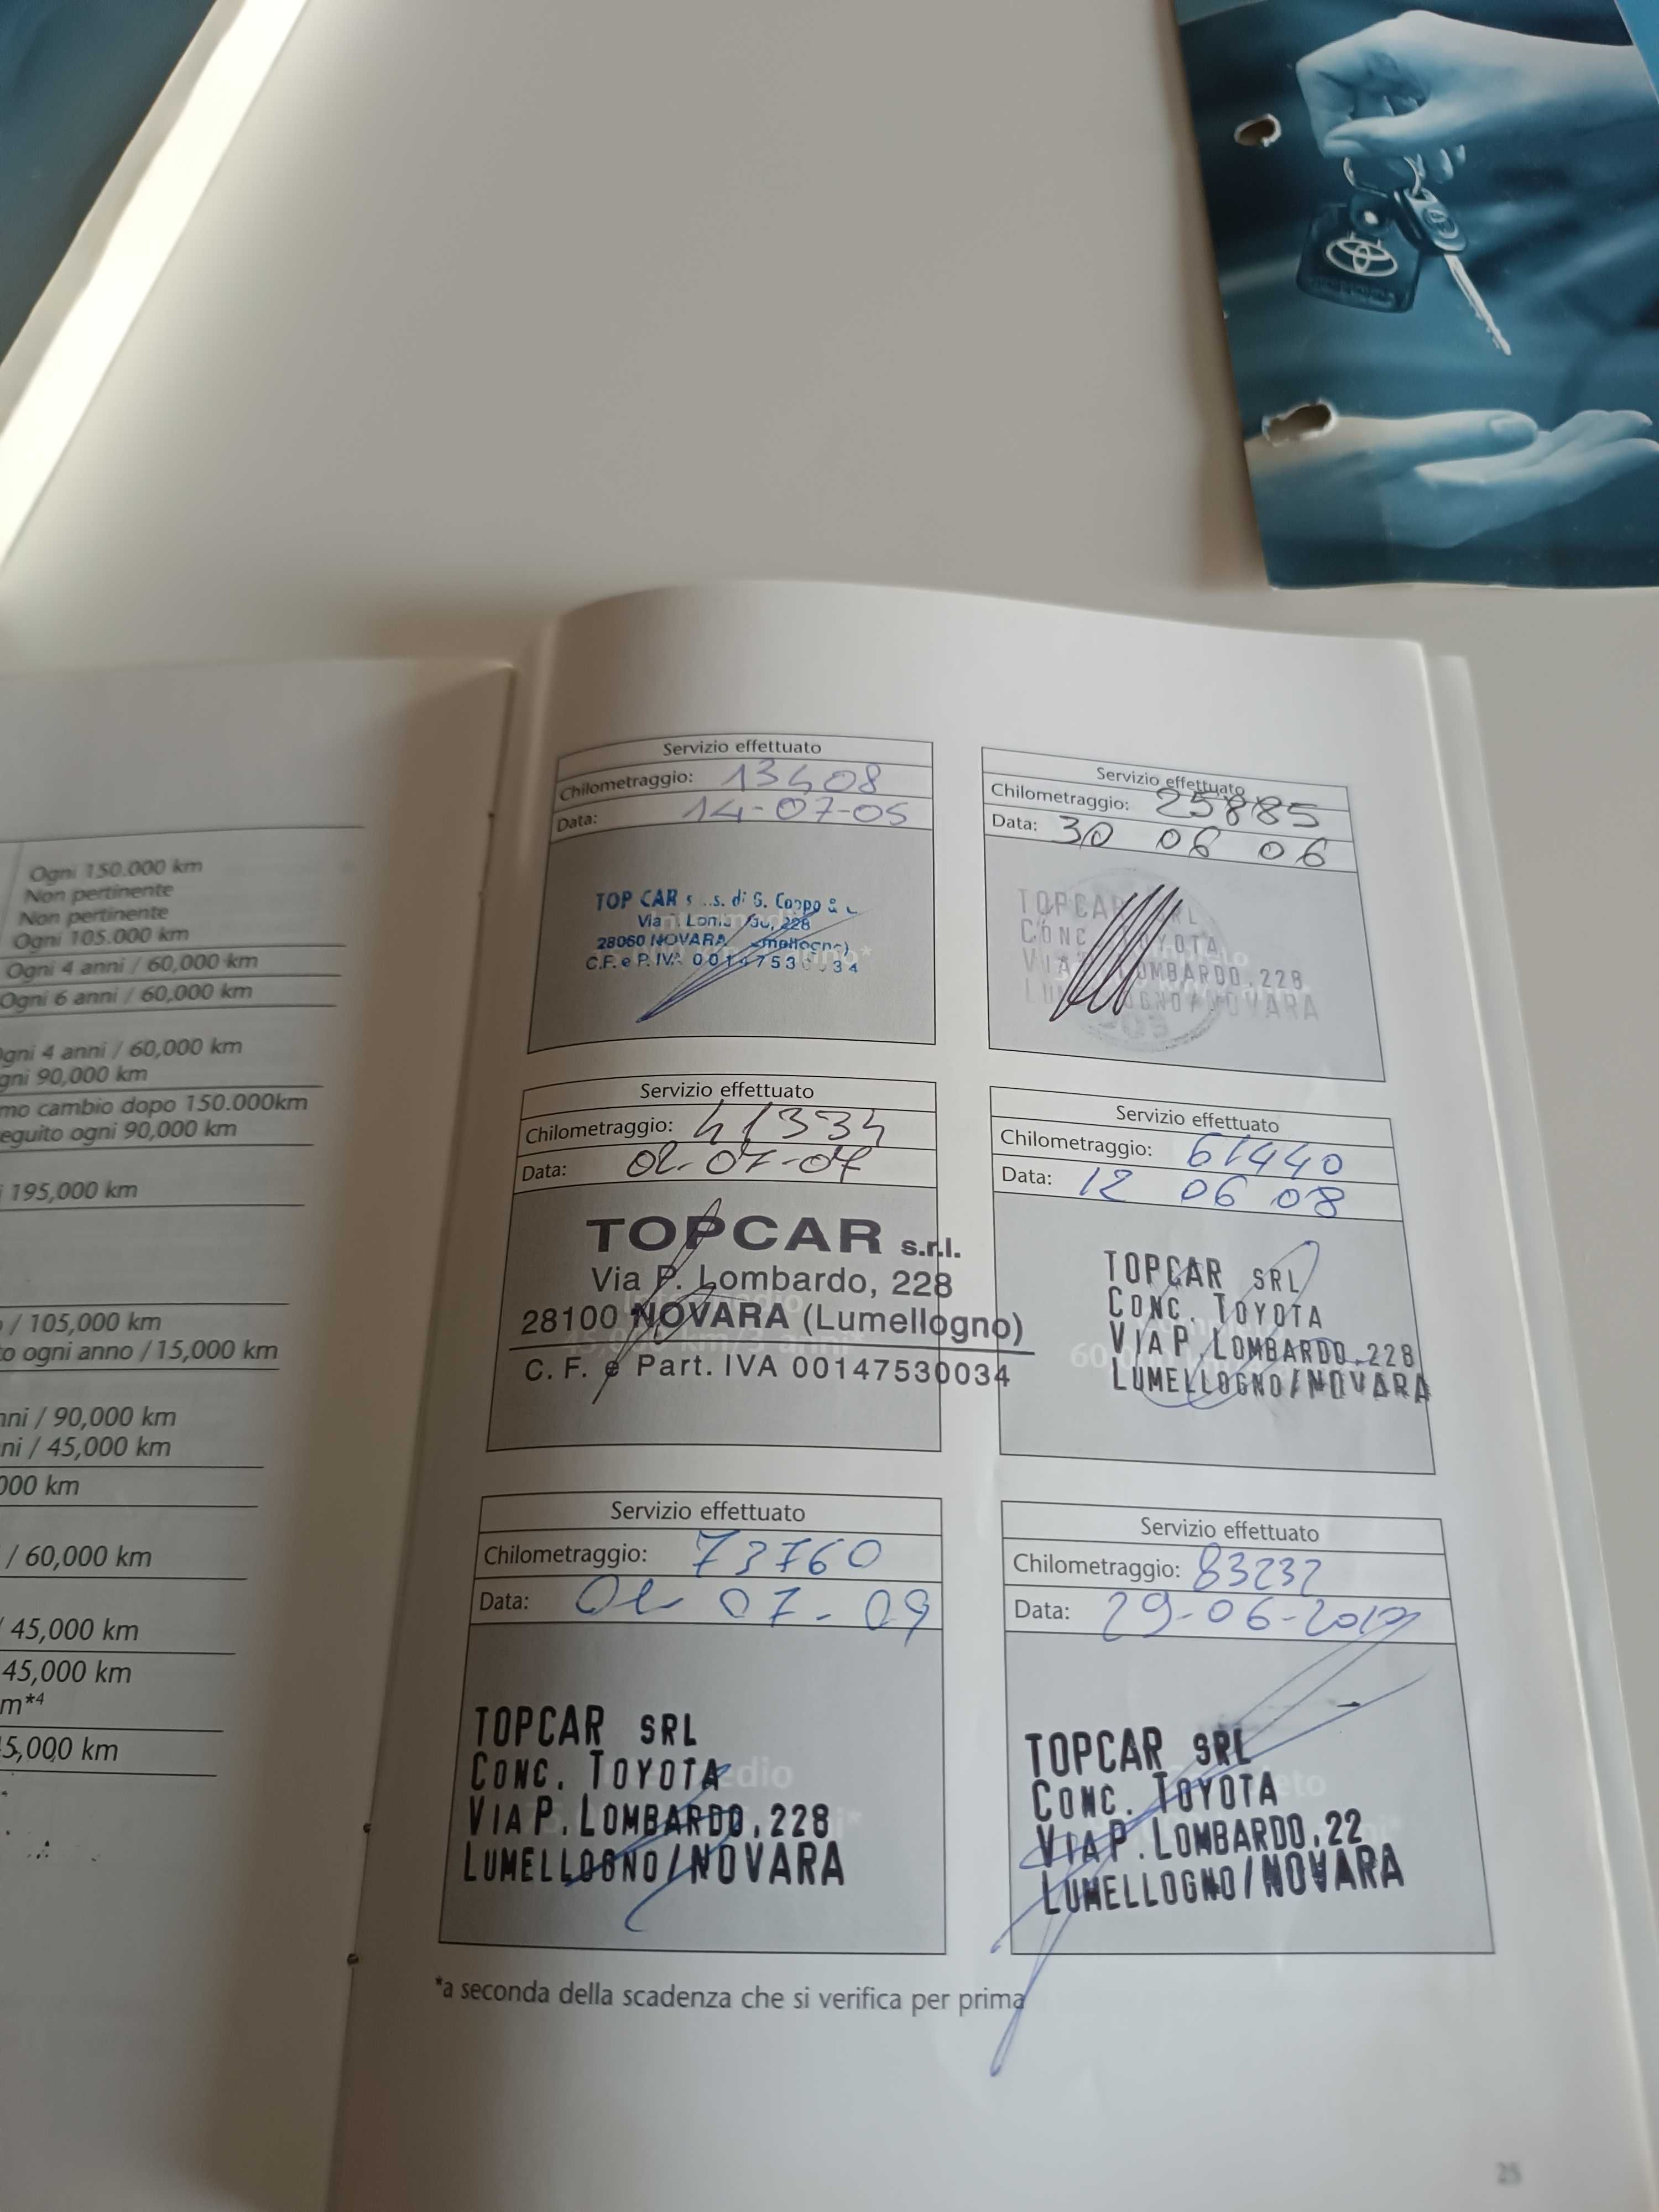 Ogni 150.000 km
Non pertinente
Non pertinente
Ogni 105.000 km
Ogni 4 anni / 60,000 km
Ogni 6 anni / 60,000 km
gni 4 anni / 60,000 km
gni 90,000 km
mo cambio dopo 150.000km
eguito ogni 90,000 km
195,000 km
/ 105,000 km
o ogni anno / 15,000 km
nni / 90,000 km
ni / 45,000 km
000 km
/ 60,000 km
45,000 km
45,000 km
m*4
5,000 km
Servizio effettuato
Chilometraggio: 13408
Data: 14-07-05
TOP CAR
28060 NOVARA
C.F. e P. IVA
Servizio effettuato
Chilometraggio: 25885
Data: 30 06 06
TOPCAR
CONC. TOYOTA
VIA LOMBARDO, 228
NOVARA
Servizio effettuato
Chilometraggio: 41334
Data: 02-07-07
TOPCAR s.r.l.
Via P. Lombardo, 228
28100 NOVARA (Lumellogno)
45,000 km/3 anni*
C. F. e Part. IVA 00147530034
Servizio effettuato
Chilometraggio: 61440
Data: 12 06 08
TOPCAR SRL
CONC. TOYOTA
VIA P. LOMBARDO, 228
LUMELLOGNO/NOVARA
Servizio effettuato
Chilometraggio: 73760
Data: 02 07-09
TOPCAR SRL
CONC. TOYOTA
VIA P. LOMBARDO, 228
LUMELLOGNO/NOVARA
Servizio effettuato
Chilometraggio: 83232
Data: 29-06-2010
TOPCAR SRL
CONC. TOYOTA
VIA P. LOMBARDO, 22
LUMELLOGNO/NOVARA
*a seconda della scadenza che si verifica per prima
25